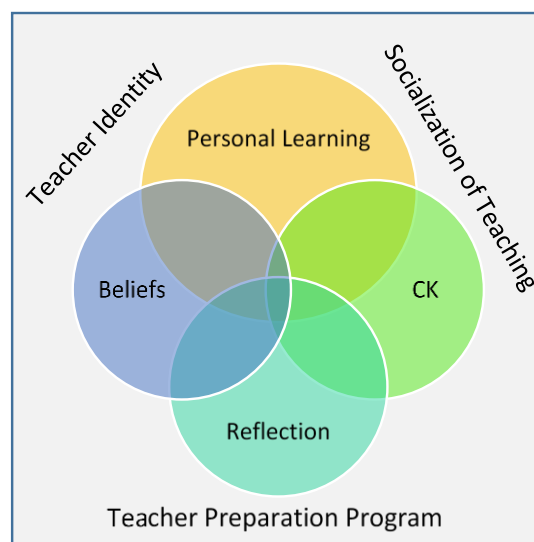 Teacher Identity
Socialization of Teaching
Personal Learning
Beliefs
CK
Reflection
Teacher Preparation Program